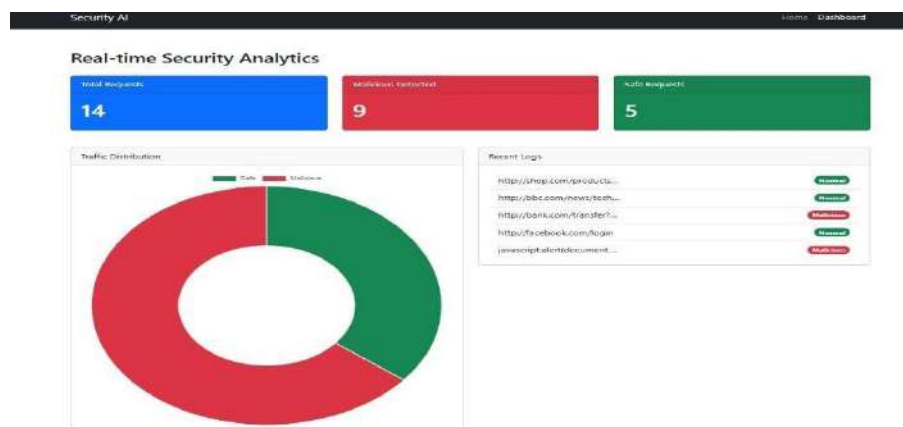 Security AI
Home Dashboard
Real-time Security Analytics
Total Requests
14
Malicious Detected
9
Safe Requests
5
Traffic Distribution
Safe Malicious
Recent Logs
http://shop.com/products...
Normal
http://bbc.com/news/tech...
Normal
http://bank.com/transfer?...
Malicious
http://facebook.com/login
Normal
javascript:alert(document....
Malicious